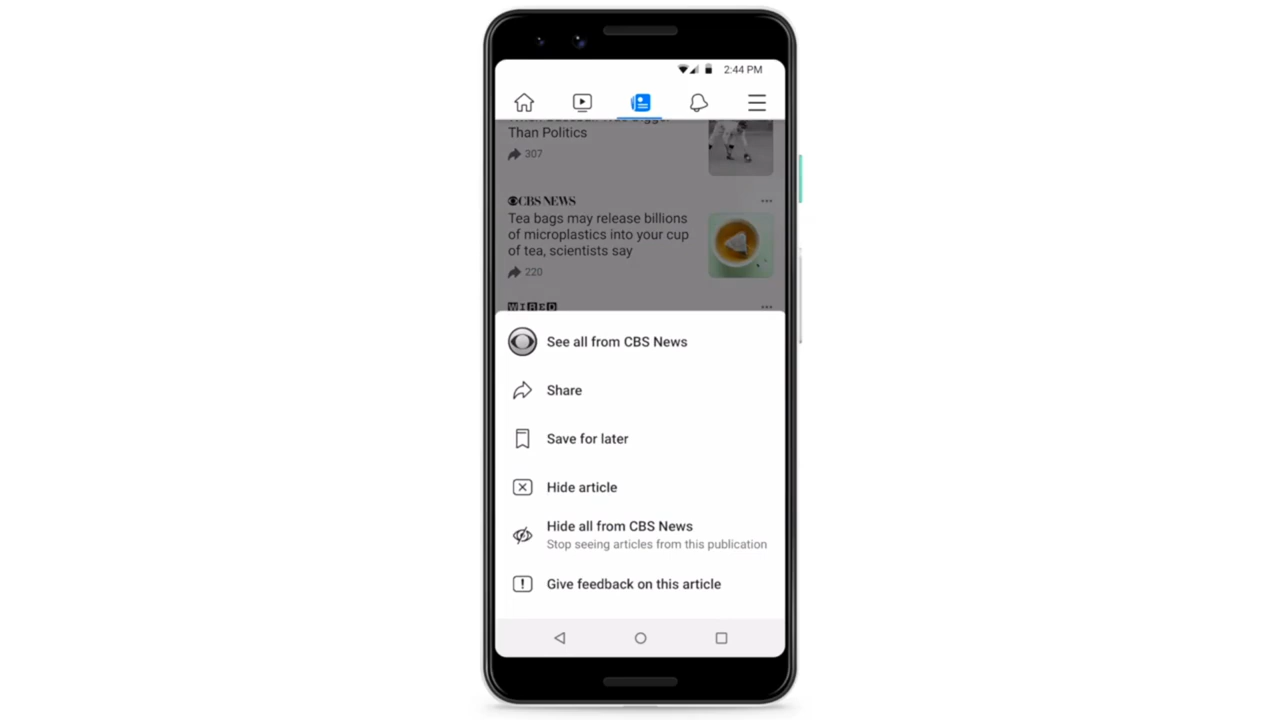 2:44 PM
Than Politics
307
CBS NEWS
Tea bags may release billions
of microplastics into your cup
of tea, scientists say
220
WIRED
See all from CBS News
Share
Save for later
Hide article
Hide all from CBS News
Stop seeing articles from this publication
Give feedback on this article